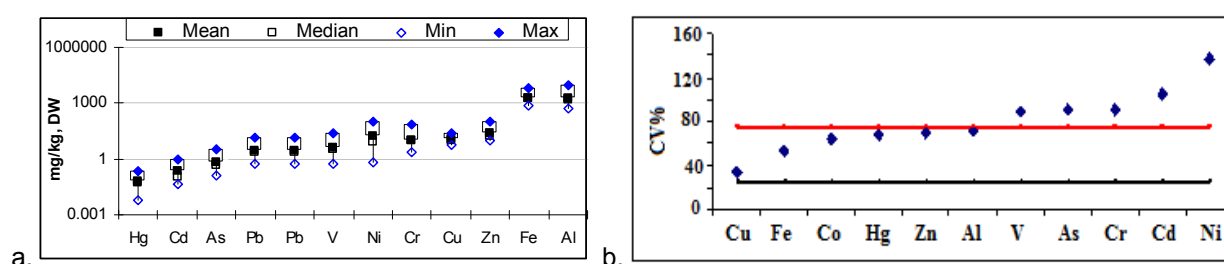 Mean Median Min Max
mg/kg, DW
1000000
1000
1
0.001
Hg Cd As Pb Pb V Ni Cr Cu Zn Fe Al
a.
CV%
160
120
80
40
0
Cu Fe Co Hg Zn Al V As Cr Cd Ni
b.